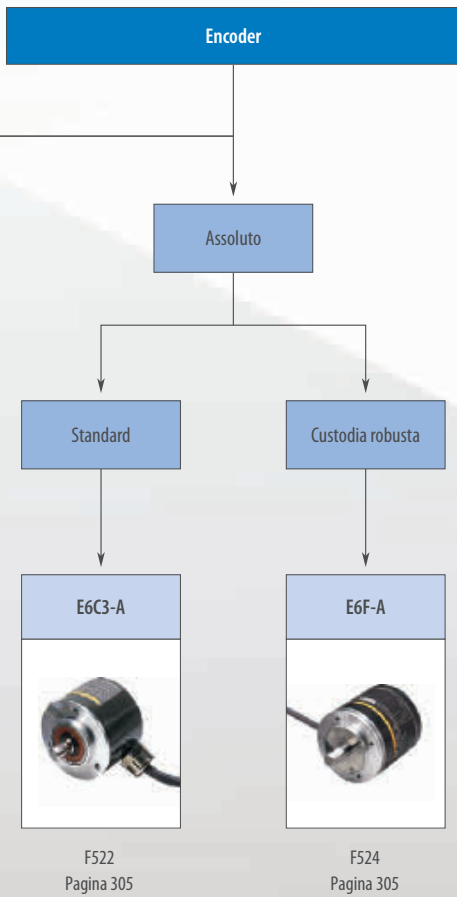 Encoder
Assoluto
Standard
Custodia robusta
E6C3-A
E6F-A
F522
Pagina 305
F524
Pagina 305